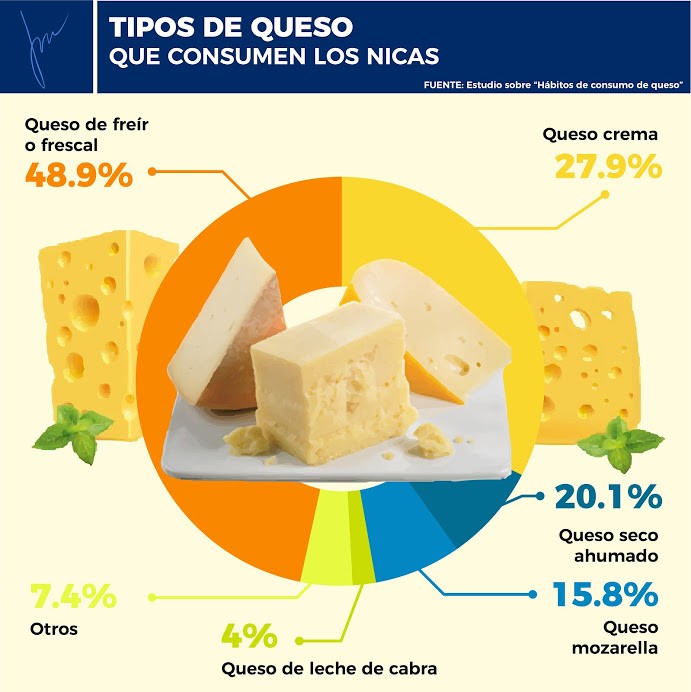 TIPOS DE QUESO
QUE CONSUMEN LOS NICAS
FUENTE: Estudio sobre “Hábitos de consumo de queso”
Queso de freír
o frescal
48.9%
Queso crema
27.9%
20.1%
Queso seco
ahumado
15.8%
Queso
mozarella
7.4%
Otros
4%
Queso de leche de cabra